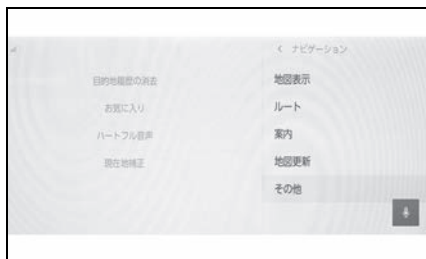 目的地履歴の消去
お気に入り
ハートフル音声
現在地補正
< ナビゲーション
地図表示
ルート
案内
地図更新
その他